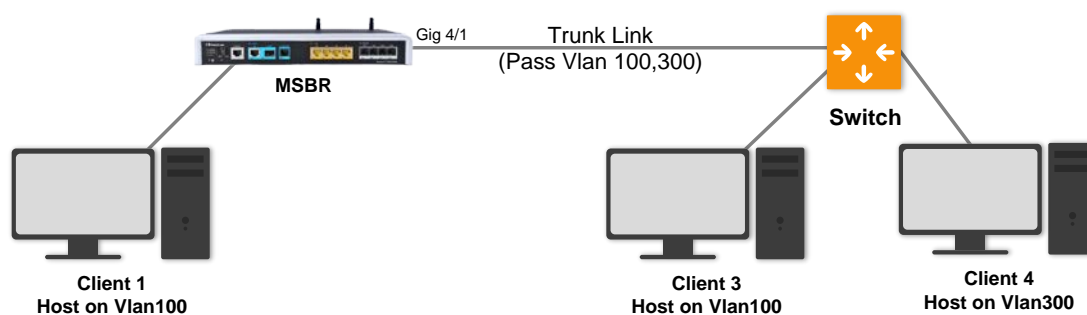 Gig 4/1
Trunk Link
(Pass Vlan 100,300)
MSBR
Switch
Client 1
Host on Vlan100
Client 3
Host on Vlan100
Client 4
Host on Vlan300